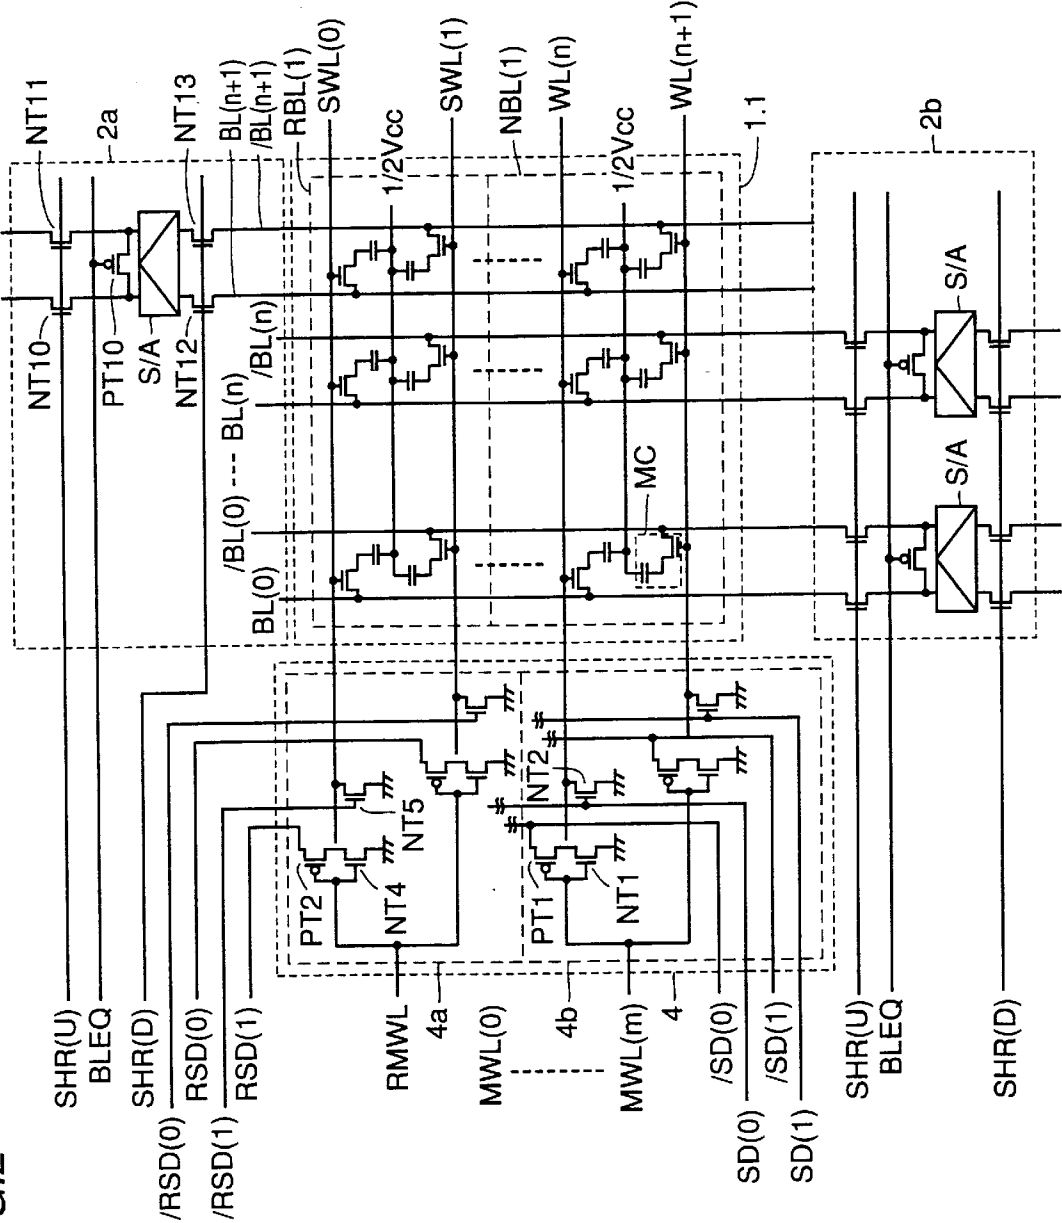 NT11
2a
NT13
BL(n+1)
/BL(n+1)
RBL(1)
SWL(0)
1/2Vcc
SWL(1)
NBL(1)
WL(n)
1/2Vcc
WL(n+1)
1.1
2b
NT10
PT10
S/A
NT12
/BL(n)
BL(n)
/BL(0)
BL(0)
MC
S/A
S/A
NT5
PT2
NT4
NT2
PT1
NT1
SHR(U)
BLEQ
SHR(D)
/RSD(0)
RSD(0)
/RSD(1)
RSD(1)
RMWL
4a
MWL(0)
4b
MWL(m)
4
/SD(0)
SD(0)
/SD(1)
SD(1)
SHR(U)
BLEQ
SHR(D)